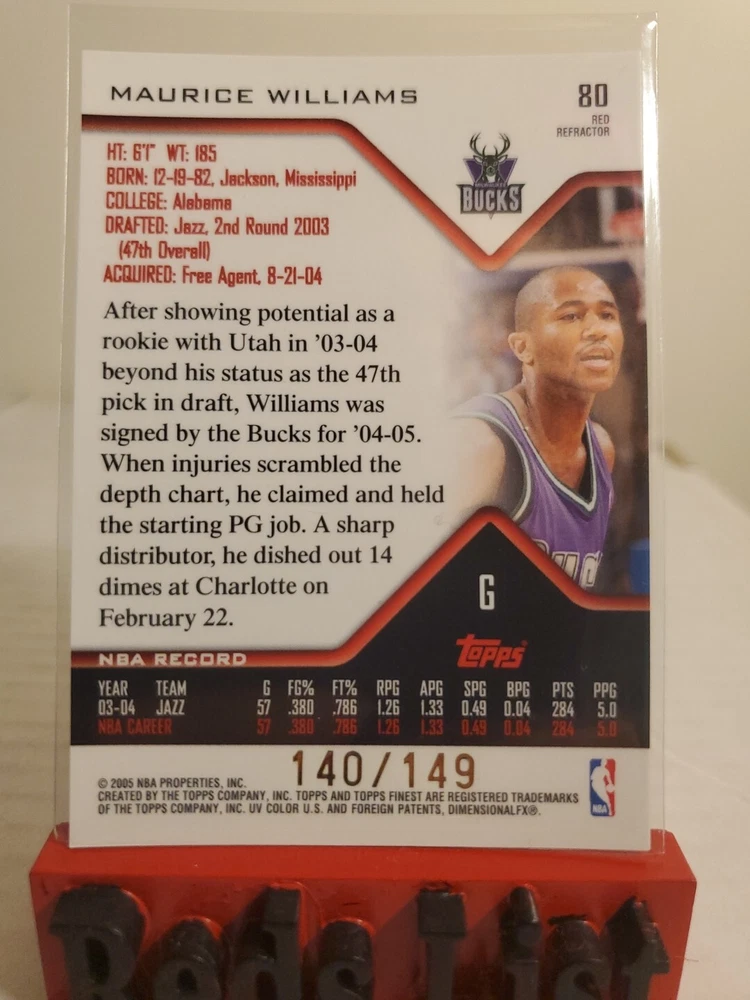 MAURICE WILLIAMS
80
RED
REFRACTOR
BUCKS
HT: 6'1" WT: 185
BORN: 12-19-82, Jackson, Mississippi
COLLEGE: Alabama
DRAFTED: Jazz, 2nd Round 2003
(47th Overall)
ACQUIRED: Free Agent, 8-21-04
After showing potential as a
rookie with Utah in ’03-04
beyond his status as the 47th
pick in draft, Williams was
signed by the Bucks for ’04-05.
When injuries scrambled the
depth chart, he claimed and held
the starting PG job. A sharp
distributor, he dished out 14
dimes at Charlotte on
February 22.
G
Topps®
NBA RECORD
YEAR TEAM G FG% FT% RPG APG SPG BPG PTS PPG
03-04 JAZZ 57 .380 .786 1.26 1.33 0.49 0.04 284 5.0
NBA CAREER 57 .380 .786 1.26 1.33 0.49 0.04 284 5.0
140/149
© 2005 NBA PROPERTIES, INC.
CREATED BY THE TOPPS COMPANY, INC. TOPPS AND TOPPS FINEST ARE REGISTERED TRADEMARKS
OF THE TOPPS COMPANY, INC. UV COLOR U.S. AND FOREIGN PATENTS, DIMENSIONALFX®.
NBA
Reds List